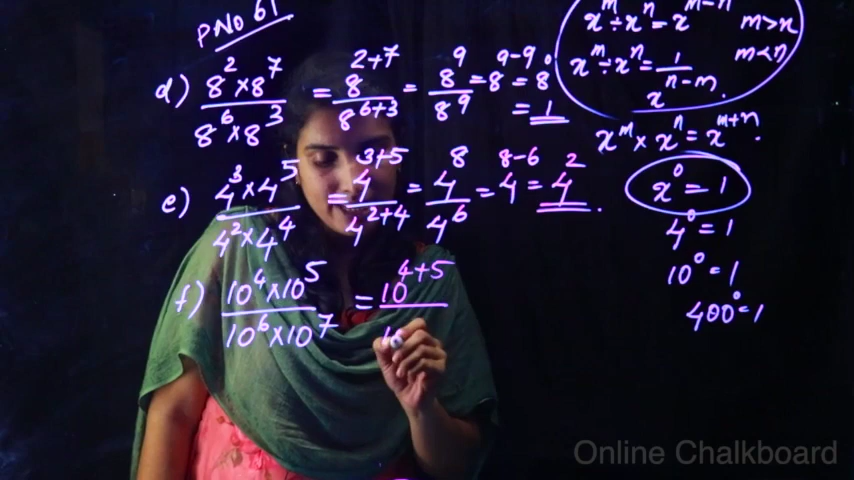 P.NO 61
x^m ÷ x^n = x^(m-n) m>n
x^m ÷ x^n = 1/x^(n-m). m<n
x^m × x^n = x^(m+n).
x^0 = 1
4^0 = 1
10^0 = 1
400^0 = 1
d) (8^2 × 8^7)/(8^6 × 8^3) = 8^(2+7)/8^(6+3) = 8^9/8^9 = 8^(9-9) = 8^0
= 1
e) (4^3 × 4^5)/(4^2 × 4^4) = 4^(3+5)/4^(2+4) = 4^8/4^6 = 4^(8-6) = 4^2.
f) (10^4 × 10^5)/(10^6 × 10^7) = 10^(4+5)/
Online Chalkboard